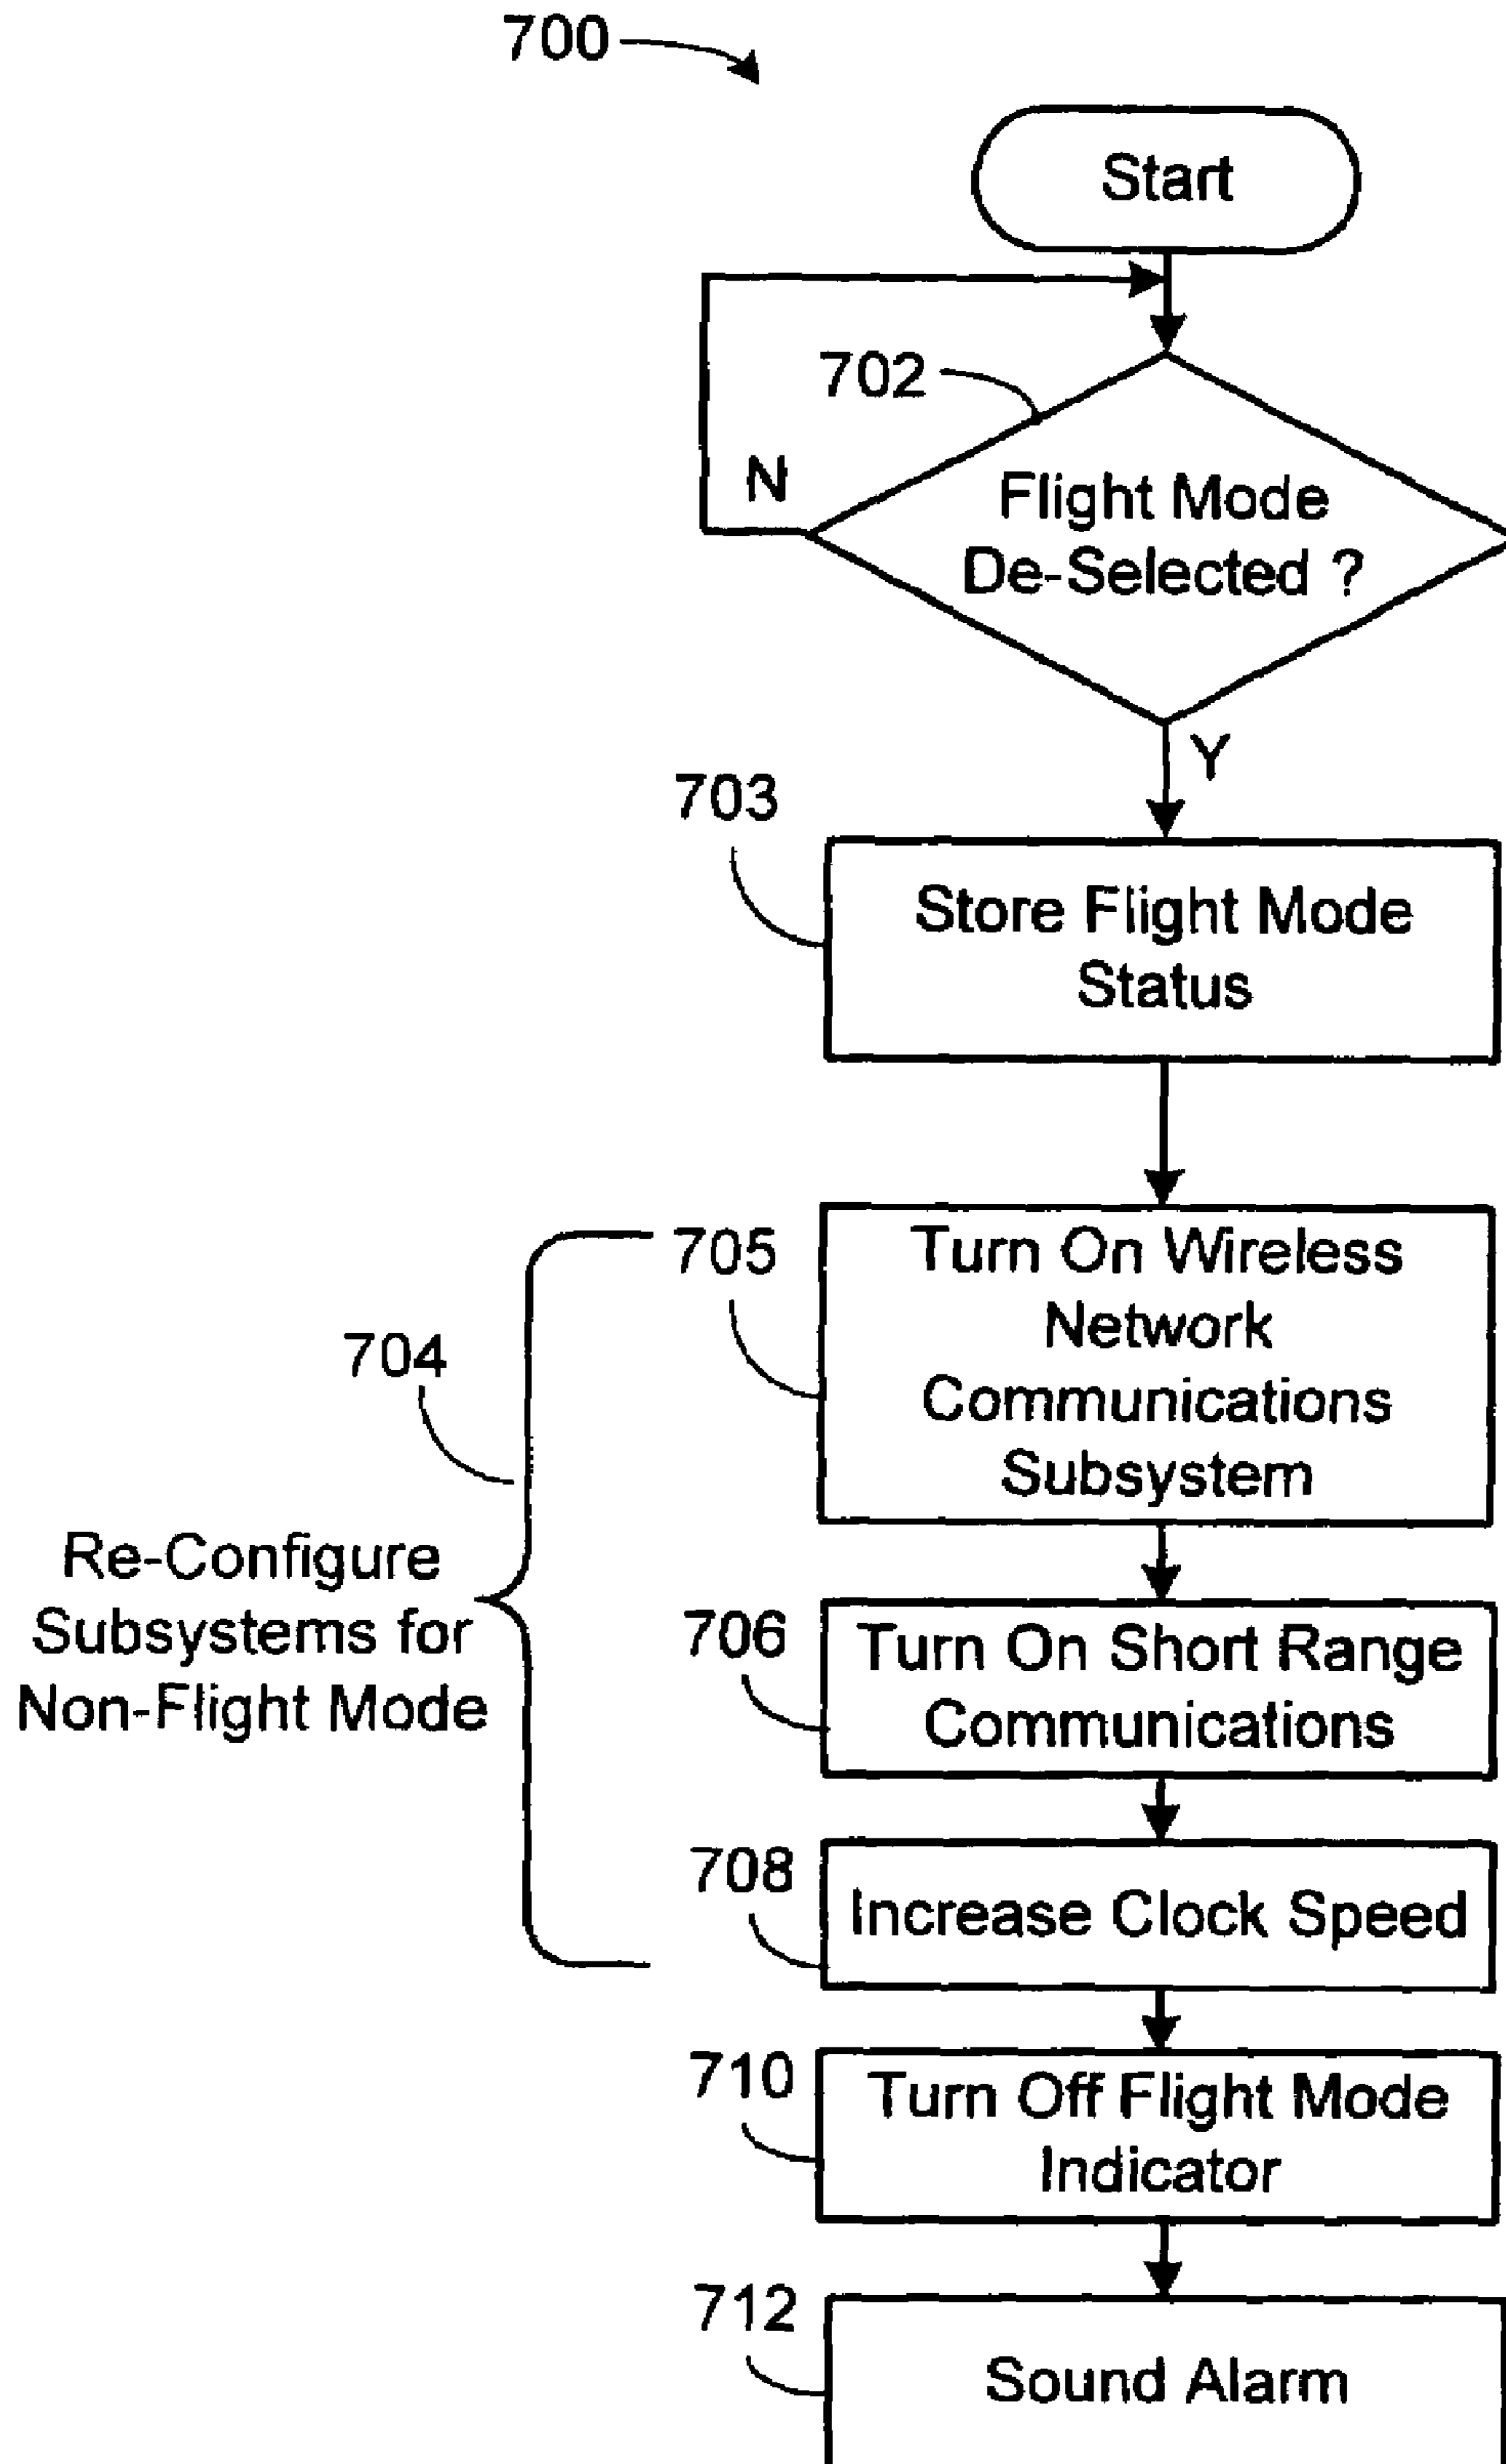 700
Start
702
N
Flight Mode
De-Selected ?
Y
703
Store Flight Mode
Status
704
Re-Configure
Subsystems for
Non-Flight Mode
705
Turn On Wireless
Network
Communications
Subsystem
706
Turn On Short Range
Communications
708
Increase Clock Speed
710
Turn Off Flight Mode
Indicator
712
Sound Alarm